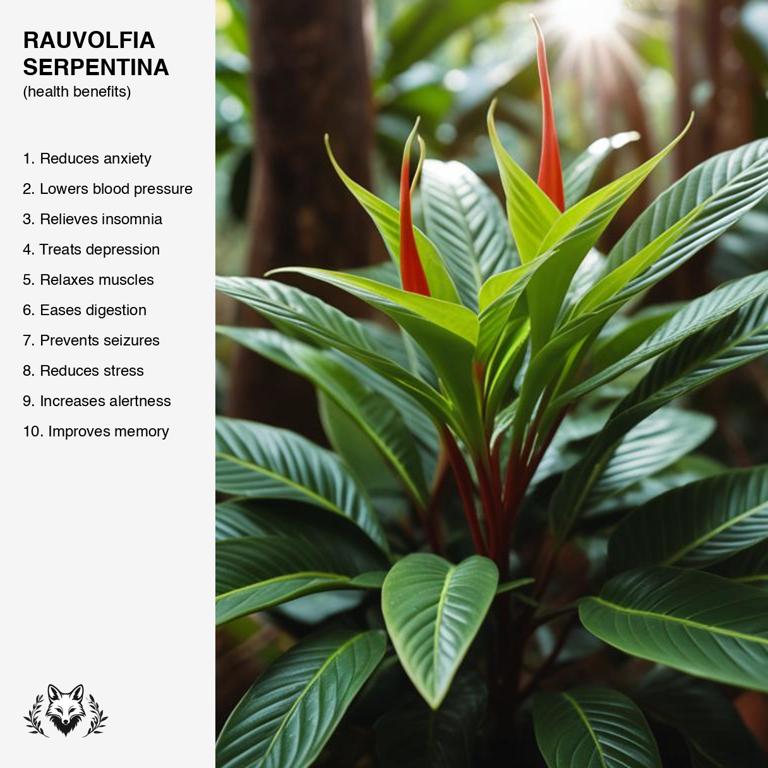 RAUVOLFIA
SERPENTINA
(health benefits)
1. Reduces anxiety
2. Lowers blood pressure
3. Relieves insomnia
4. Treats depression
5. Relaxes muscles
6. Eases digestion
7. Prevents seizures
8. Reduces stress
9. Increases alertness
10. Improves memory